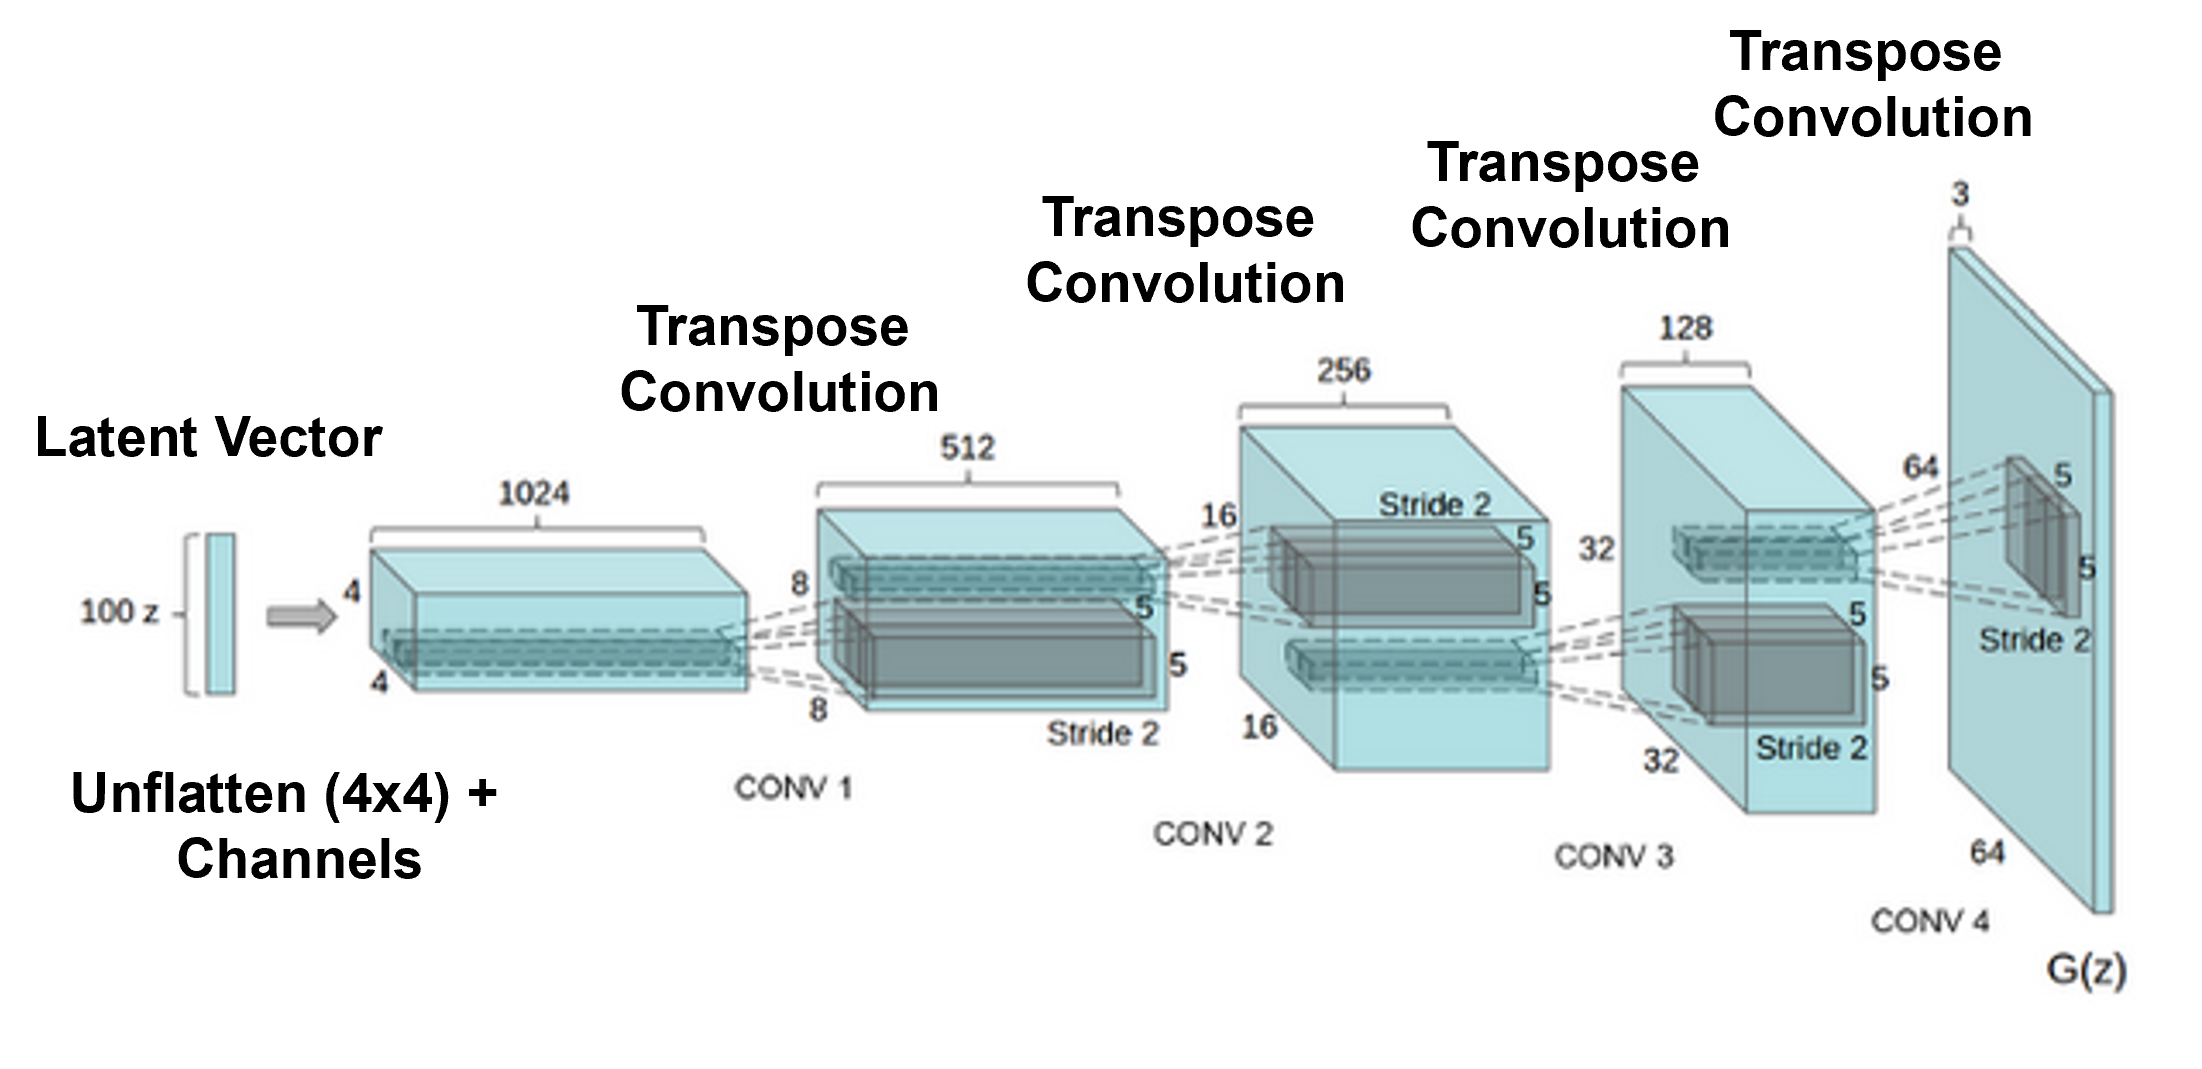 Transpose
Convolution
Transpose
Convolution
Transpose
Convolution
Transpose
Convolution
Latent Vector
100 z
Unflatten (4x4) +
Channels
1024
4
4
512
8
8
5
5
Stride 2
CONV 1
256
16
16
Stride 2
5
5
CONV 2
128
32
32
5
5
Stride 2
CONV 3
3
64
64
5
5
Stride 2
CONV 4
G(z)